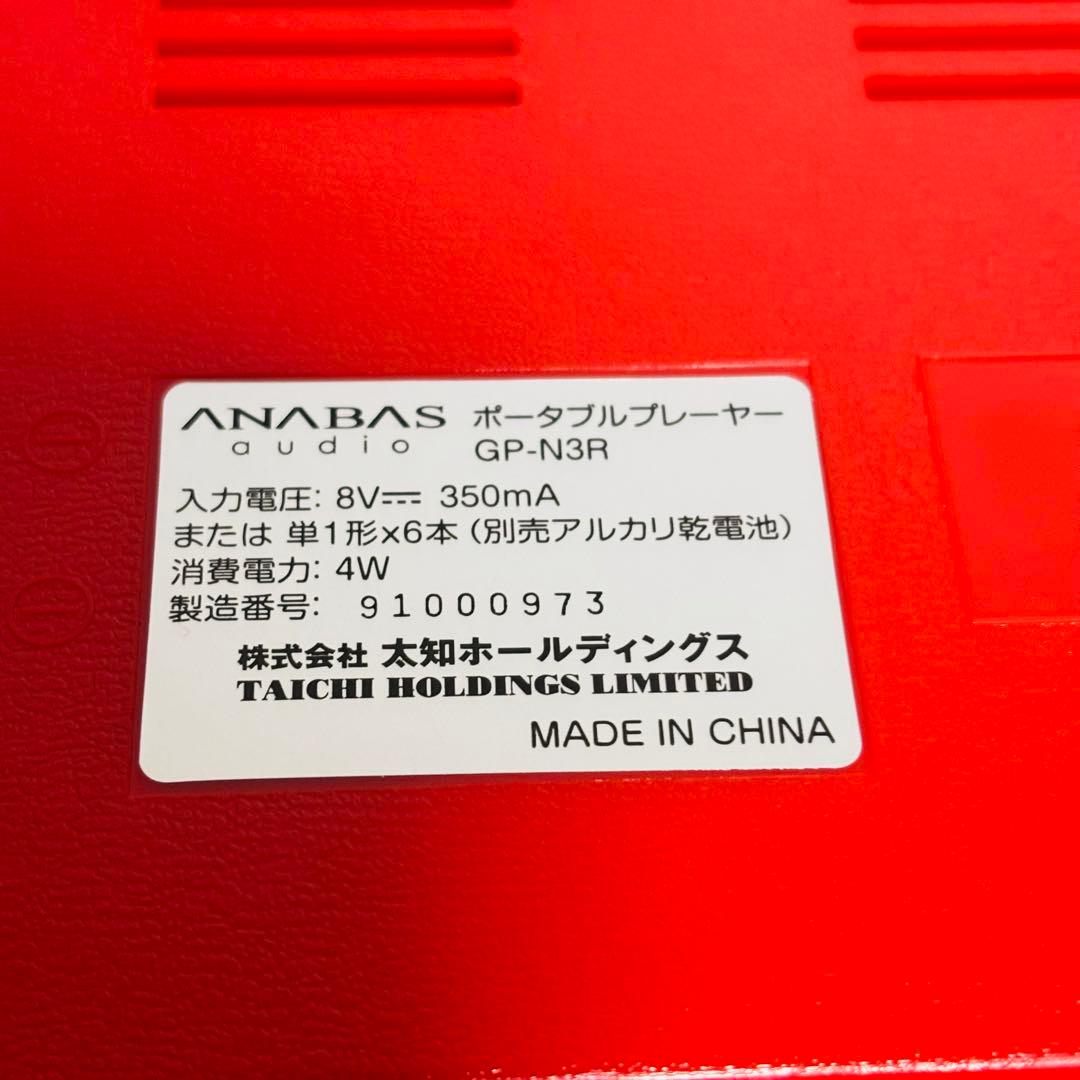 ANABAS ポータブルプレーヤー
audio GP-N3R
入力電圧: 8V⎓ 350mA
または 単1形×6本 (別売アルカリ乾電池)
消費電力: 4W
製造番号: 91000973
株式会社 太知ホールディングス
TAICHI HOLDINGS LIMITED
MADE IN CHINA